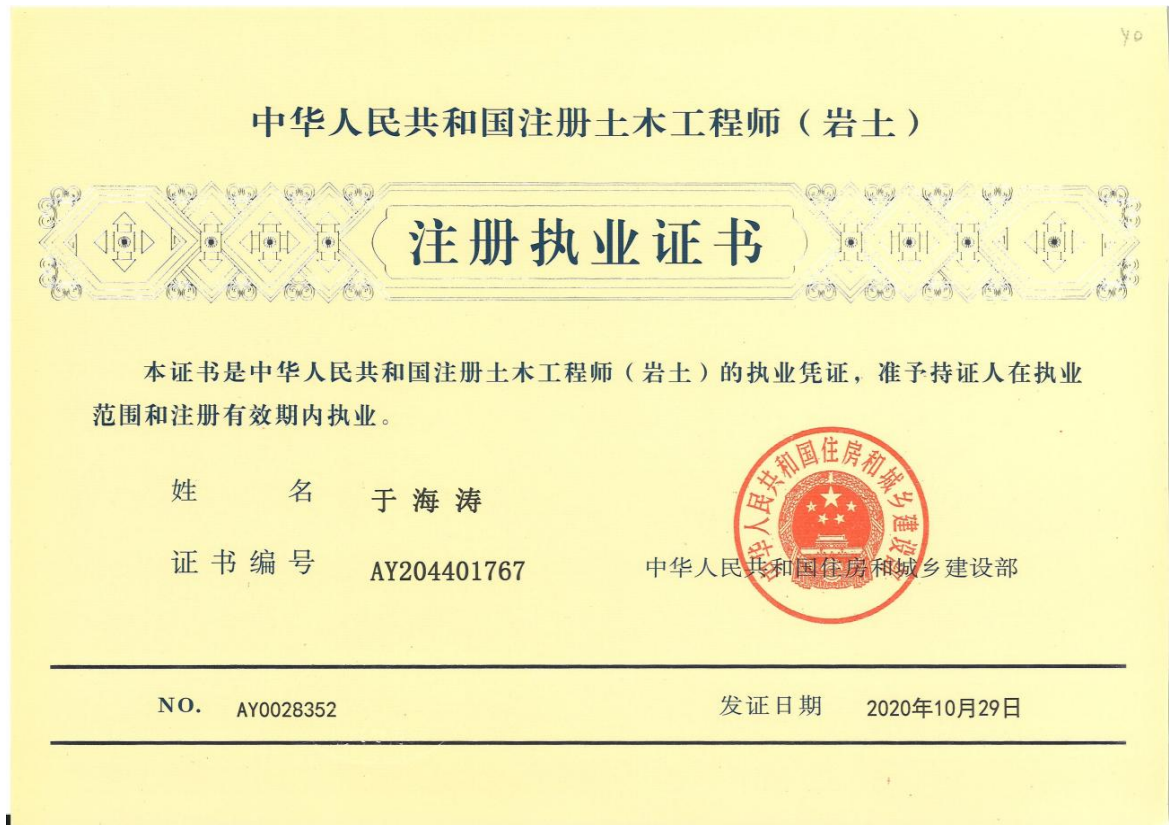 40
中华人民共和国注册土木工程师（岩土）
注册执业证书
本证书是中华人民共和国注册土木工程师（岩土）的执业凭证，准予持证人在执业
范围和注册有效期内执业。
姓 名 于海涛
证书编号 AY204401767
中华人民共和国住房和城乡建设部
中华人民共和国住房和城乡建设部
NO. AY0028352 发证日期 2020年10月29日